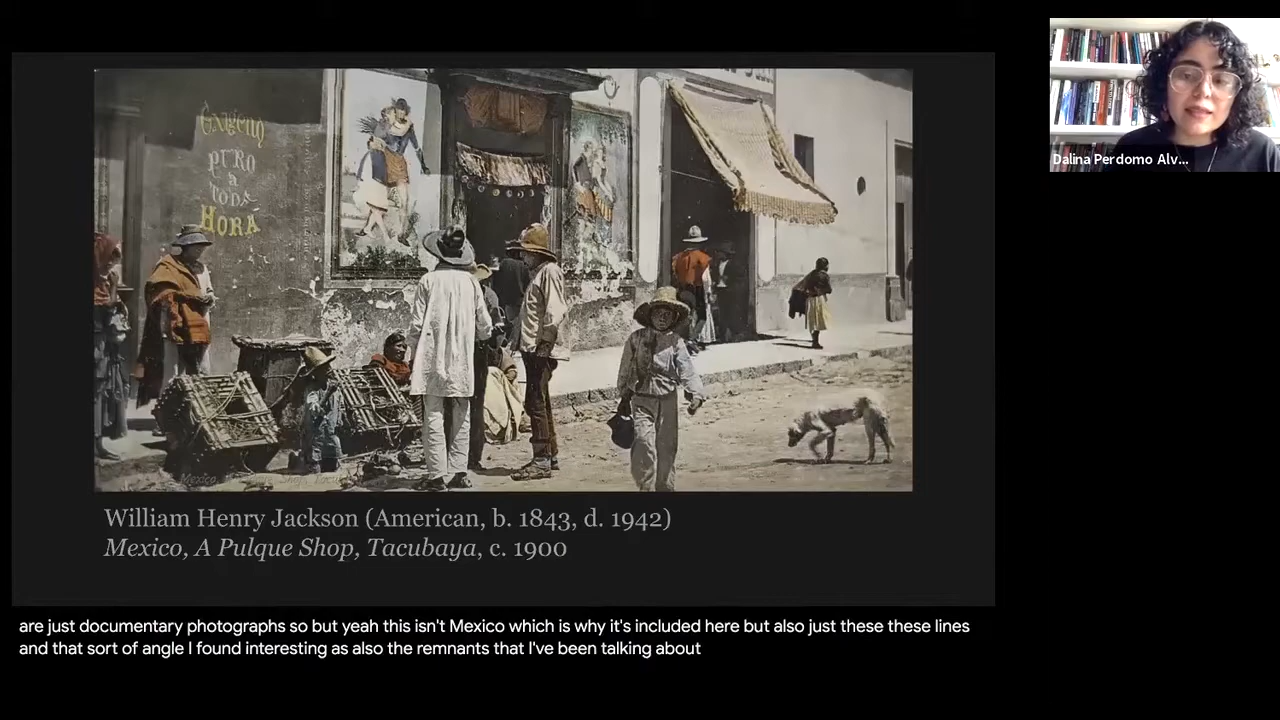 Oxigeno
PURO
a
TODA
HORA
Dalina Perdomo Alv...
William Henry Jackson (American, b. 1843, d. 1942)
Mexico, A Pulque Shop, Tacubaya, c. 1900
are just documentary photographs so but yeah this isn't Mexico which is why it's included here but also just these these lines
and that sort of angle I found interesting as also the remnants that I've been talking about